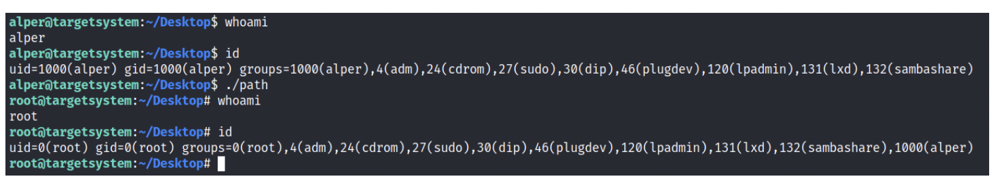 alper@targetsystem:~/Desktop$ whoami
alper
alper@targetsystem:~/Desktop$ id
uid=1000(alper) gid=1000(alper) groups=1000(alper),4(adm),24(cdrom),27(sudo),30(dip),46(plugdev),120(lpadmin),131(lxd),132(sambashare)
alper@targetsystem:~/Desktop$ ./path
root@targetsystem:~/Desktop# whoami
root
root@targetsystem:~/Desktop# id
uid=0(root) gid=0(root) groups=0(root),4(adm),24(cdrom),27(sudo),30(dip),46(plugdev),120(lpadmin),131(lxd),132(sambashare),1000(alper)
root@targetsystem:~/Desktop#